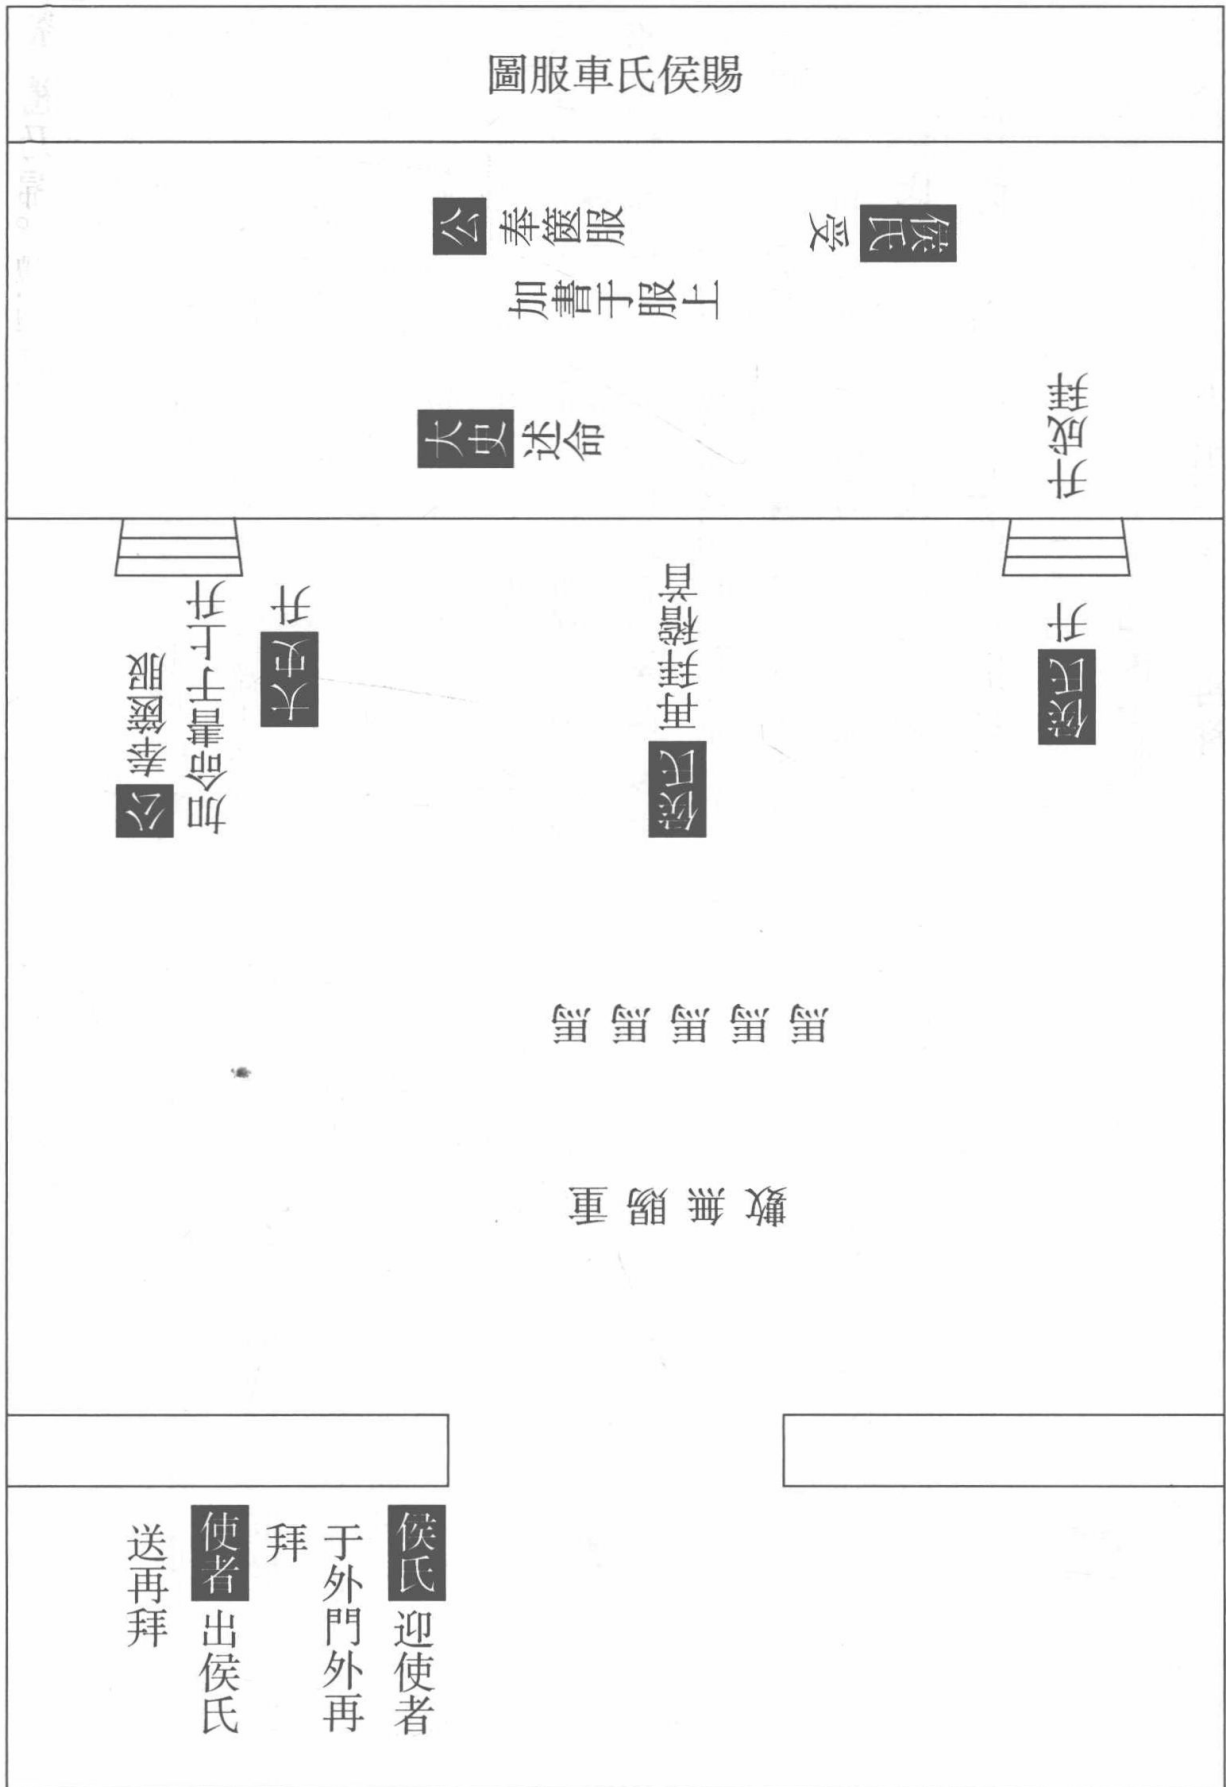 賜侯氏車服圖
侯氏受
公奉篋服
加書于服上
大史述命
升成拜
侯氏升
侯氏再拜稽首
大史升
公奉篋服
加命書于上升
馬馬馬馬馬
重賜無數
侯氏迎使者
于外門外再
拜
使者出侯氏
送再拜